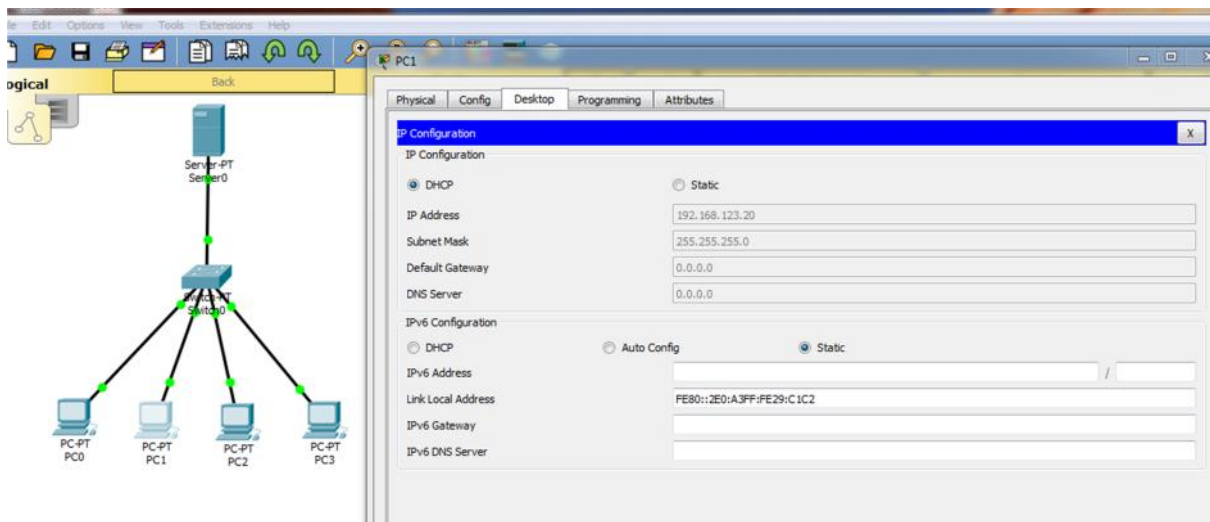 Edit Options View Tools Extensions Help
Back
PC1
Physical Config Desktop Programming Attributes
IP Configuration X
IP Configuration
DHCP Static
IP Address 192.168.123.20
Subnet Mask 255.255.255.0
Default Gateway 0.0.0.0
DNS Server 0.0.0.0
IPv6 Configuration
DHCP Auto Config Static
IPv6 Address /
Link Local Address FE80::2E0:A3FF:FE29:C1C2
IPv6 Gateway
IPv6 DNS Server
Server-PT
Server0
Switch-PT
Switch0
PC-PT
PC0
PC-PT
PC1
PC-PT
PC2
PC-PT
PC3